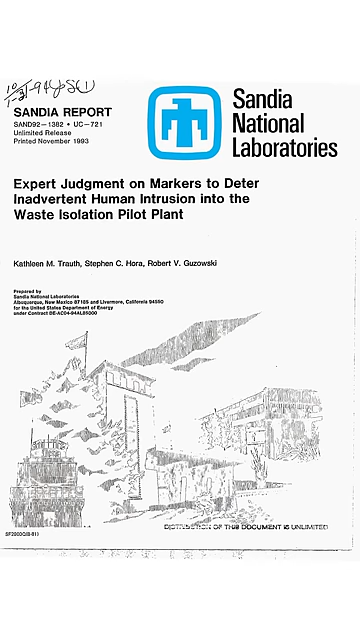 SANDIA REPORT
SAND92–1382 • UC–721
Unlimited Release
Printed November 1993
Sandia
National
Laboratories
Expert Judgment on Markers to Deter
Inadvertent Human Intrusion into the
Waste Isolation Pilot Plant
Kathleen M. Trauth, Stephen C. Hora, Robert V. Guzowski
Prepared by
Sandia National Laboratories
Albuquerque, New Mexico 87185 and Livermore, California 94550
for the United States Department of Energy
under Contract DE-AC04-94AL85000
DISTRIBUTION OF THIS DOCUMENT IS UNLIMITED